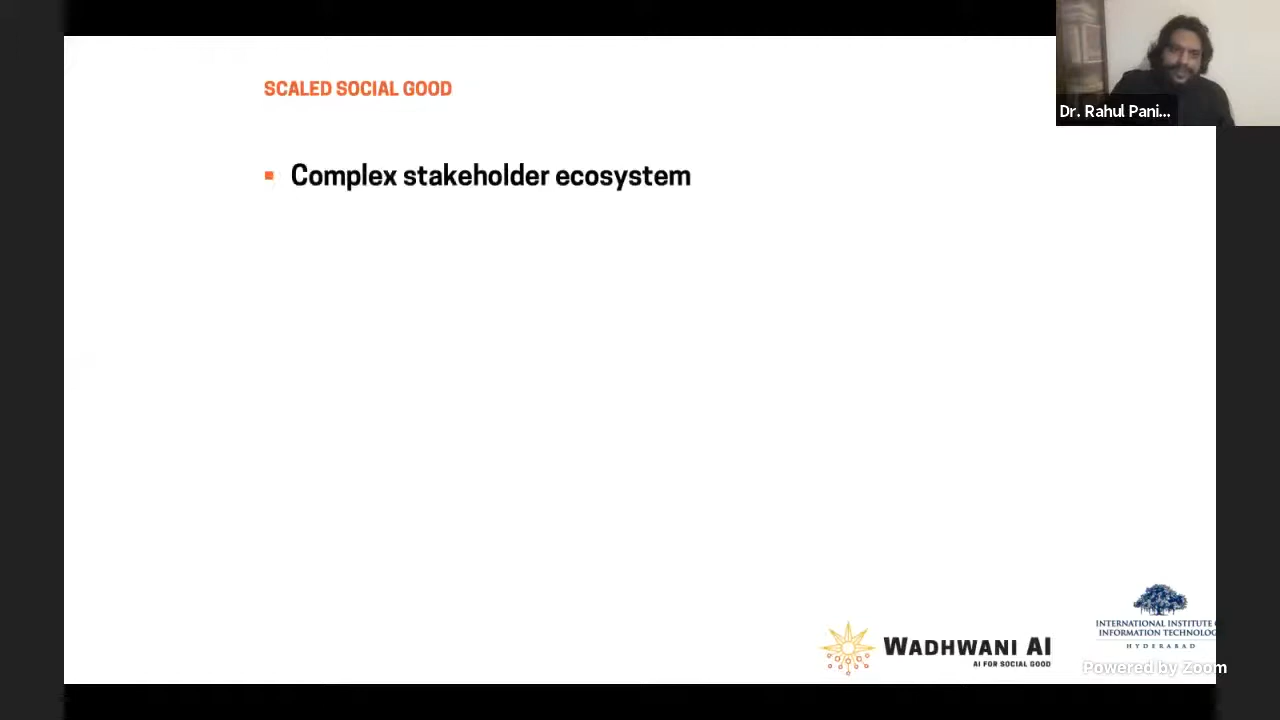 SCALED SOCIAL GOOD
Dr. Rahul Pani...
Complex stakeholder ecosystem
WADHWANI AI
AI FOR SOCIAL GOOD
INTERNATIONAL INSTITUTE
INFORMATION TECHNOLOG
HYDERABAD
Powered by Zoom